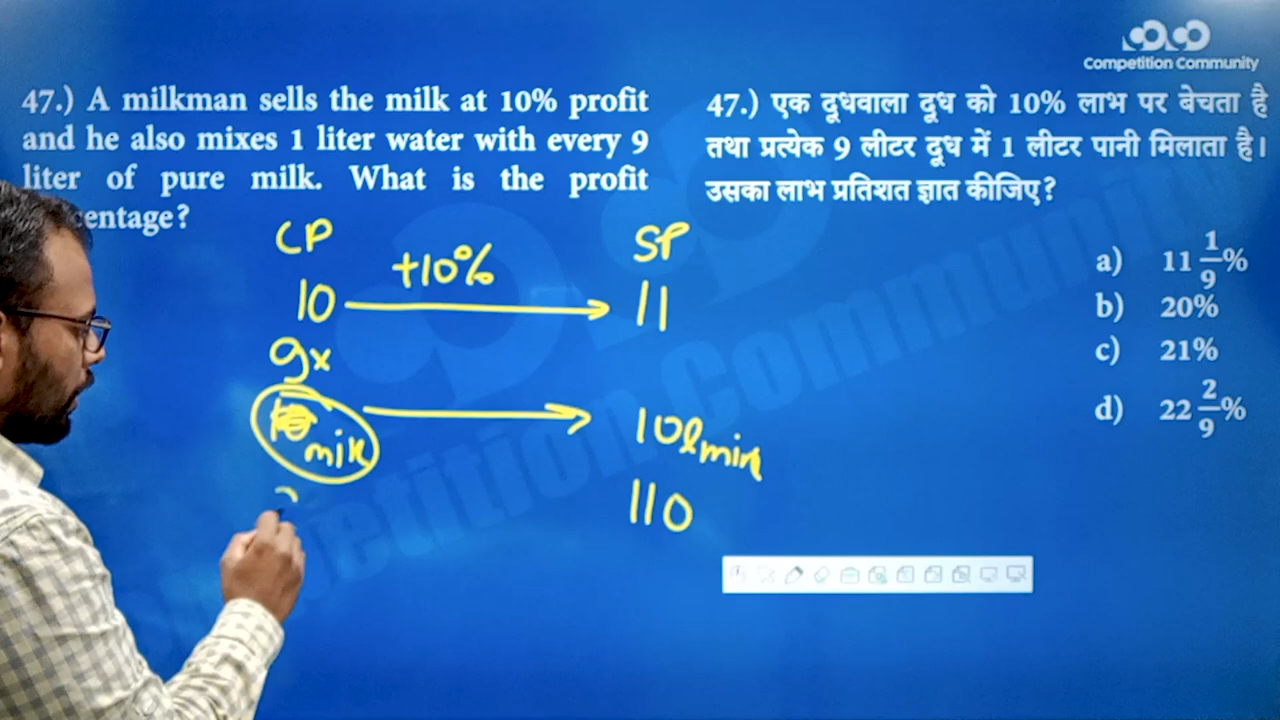 Competition Community
47.) A milkman sells the milk at 10% profit
and he also mixes 1 liter water with every 9
liter of pure milk. What is the profit
centage?
47.) एक दूधवाला दूध को 10% लाभ पर बेचता है
तथा प्रत्येक 9 लीटर दूध में 1 लीटर पानी मिलाता है।
उसका लाभ प्रतिशत ज्ञात कीजिए?
a) 11 1/9%
b) 20%
c) 21%
d) 22 2/9%
CP +10% SP
10 11
9x
milk 10l milk
110